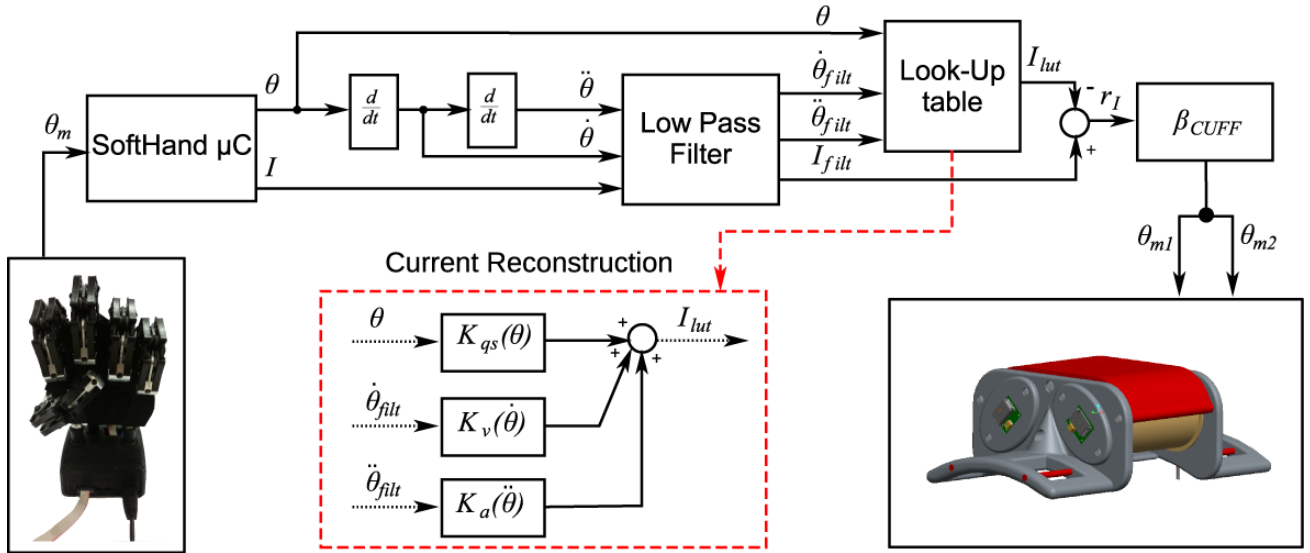 θ
θ
d/dt
d/dt
θ̈
θ̇
θ̇_filt
θ̈_filt
I_filt
Look-Up
table
I_lut
-
r_I
+
β_CUFF
θ_m
SoftHand µC
I
Low Pass
Filter
θ_m1
θ_m2
Current Reconstruction
θ
K_qs(θ)
+
+
+
I_lut
θ̇_filt
K_v(θ̇)
θ̈_filt
K_a(θ̈)